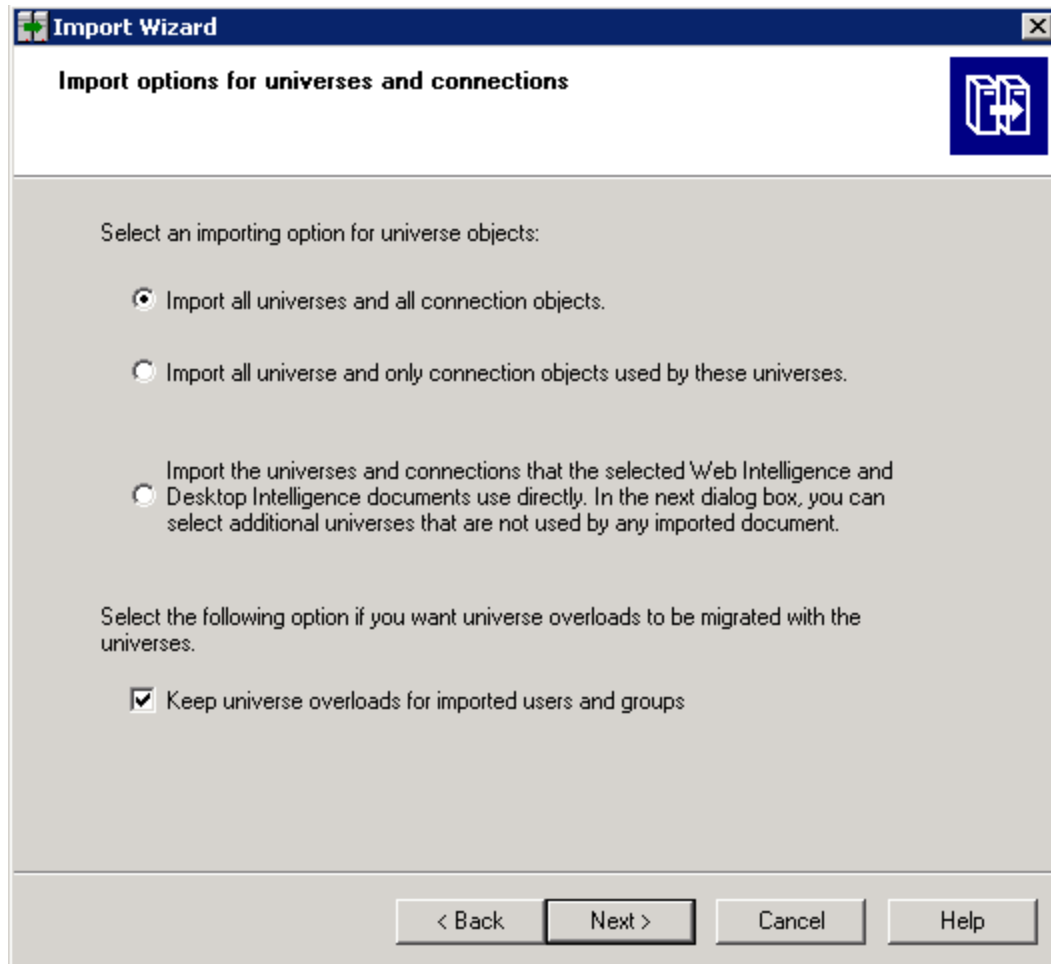 Import Wizard
Import options for universes and connections
Select an importing option for universe objects:
Import all universes and all connection objects.
Import all universe and only connection objects used by these universes.
Import the universes and connections that the selected Web Intelligence and
Desktop Intelligence documents use directly. In the next dialog box, you can
select additional universes that are not used by any imported document.
Select the following option if you want universe overloads to be migrated with the
universes.
Keep universe overloads for imported users and groups
< Back Next > Cancel Help